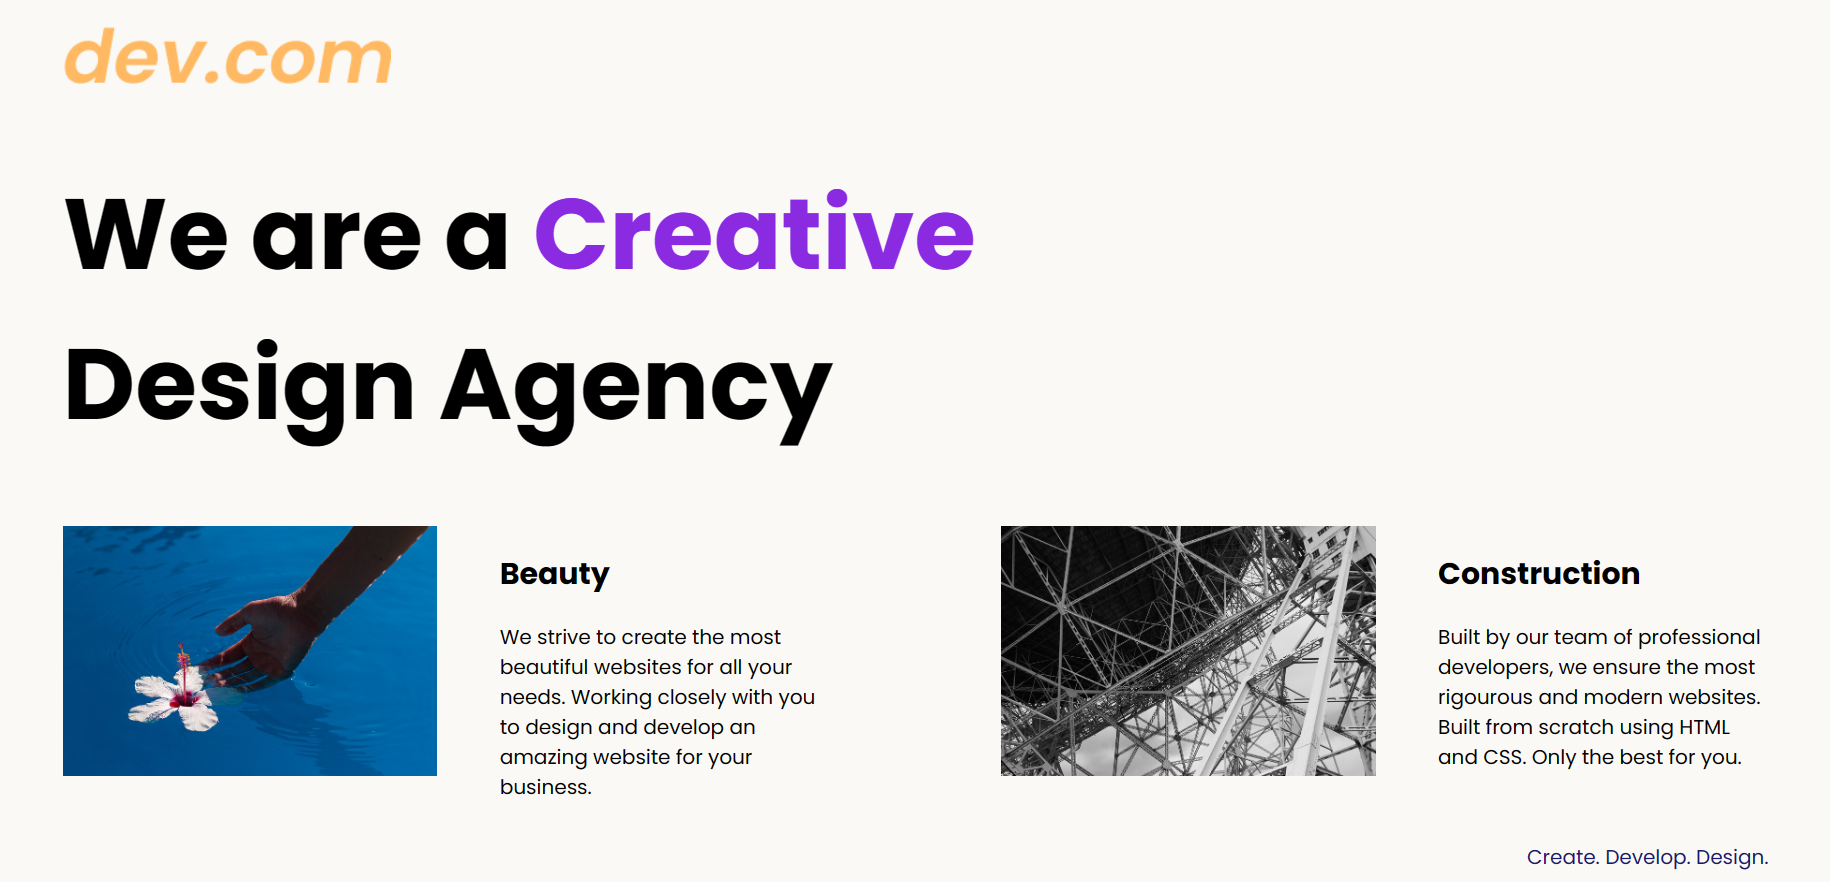 dev.com
We are a Creative
Design Agency
Beauty
We strive to create the most
beautiful websites for all your
needs. Working closely with you
to design and develop an
amazing website for your
business.
Construction
Built by our team of professional
developers, we ensure the most
rigourous and modern websites.
Built from scratch using HTML
and CSS. Only the best for you.
Create. Develop. Design.